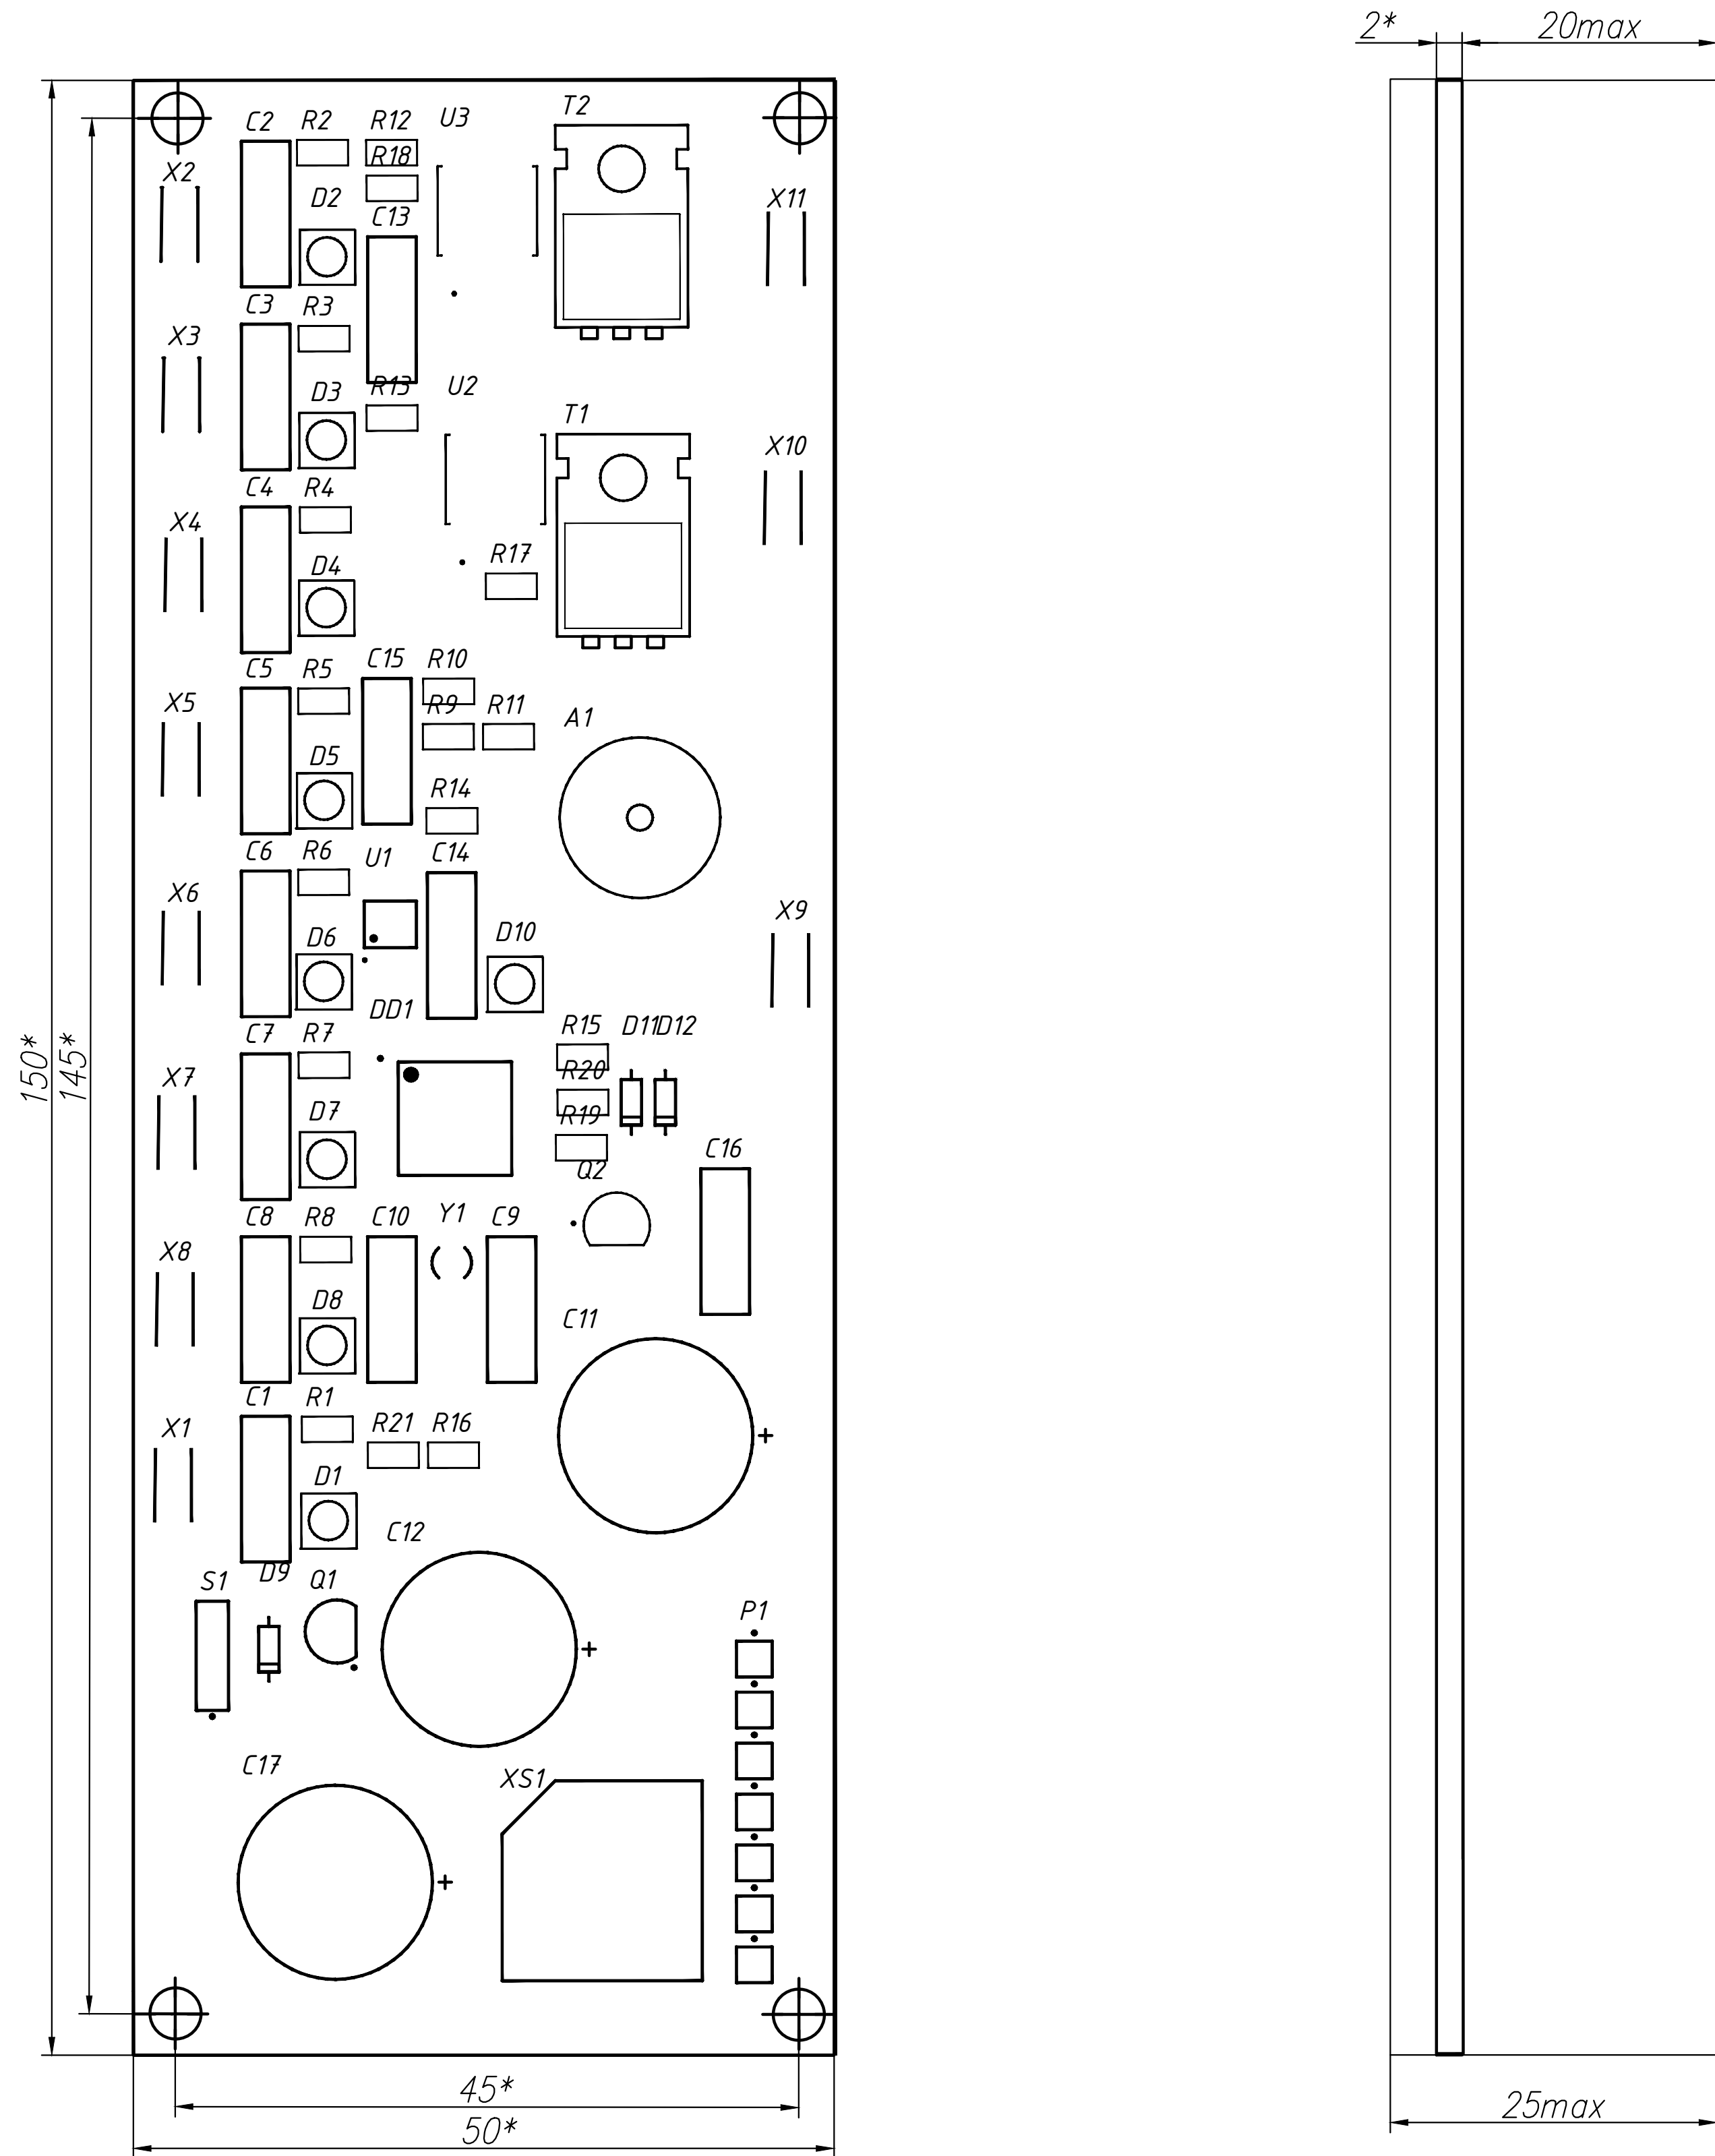 2* 20max
C2 R2 R12 U3 T2
R18
X2 D2 X11
C13
C3 R3
X3
D3 R13 U2
T1
X10
C4 R4
X4
R17
D4
C5 R5 C15 R10
X5 R9 R11 A1
D5
R14
C6 R6 U1 C14
X6 X9
D6 D10
DD1
C7 R7 R15 D11 D12
R20
X7
D7 R19
C16
Q2
C8 R8 C10 Y1 C9
X8
D8
C11
C1 R1
X1 R21 R16
D1
C12
S1 D9 Q1
P1
C17
XS1
150*
145*
45*
50*
25max